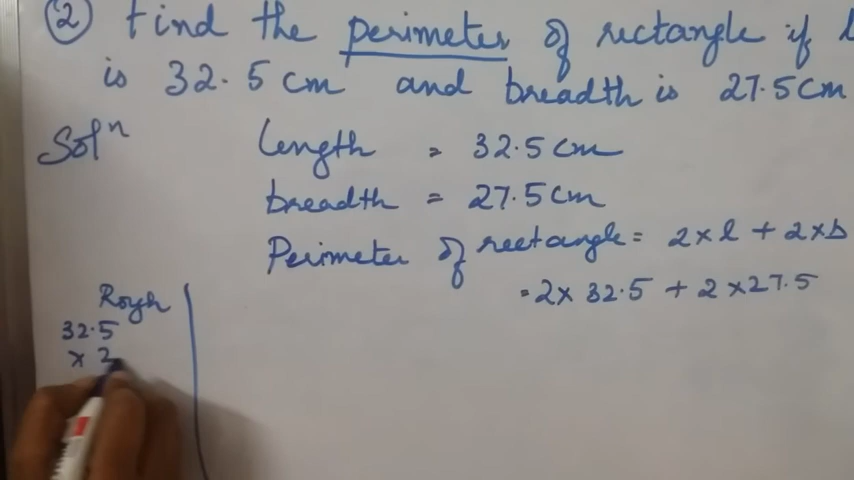 ② Find the perimeter of rectangle if l
is 32.5 cm and breadth is 27.5 cm
Solⁿ
length = 32.5 cm
breadth = 27.5 cm
Perimeter of rectangle = 2 × l + 2 × b
= 2 × 32.5 + 2 × 27.5
Rough
32.5
× 2